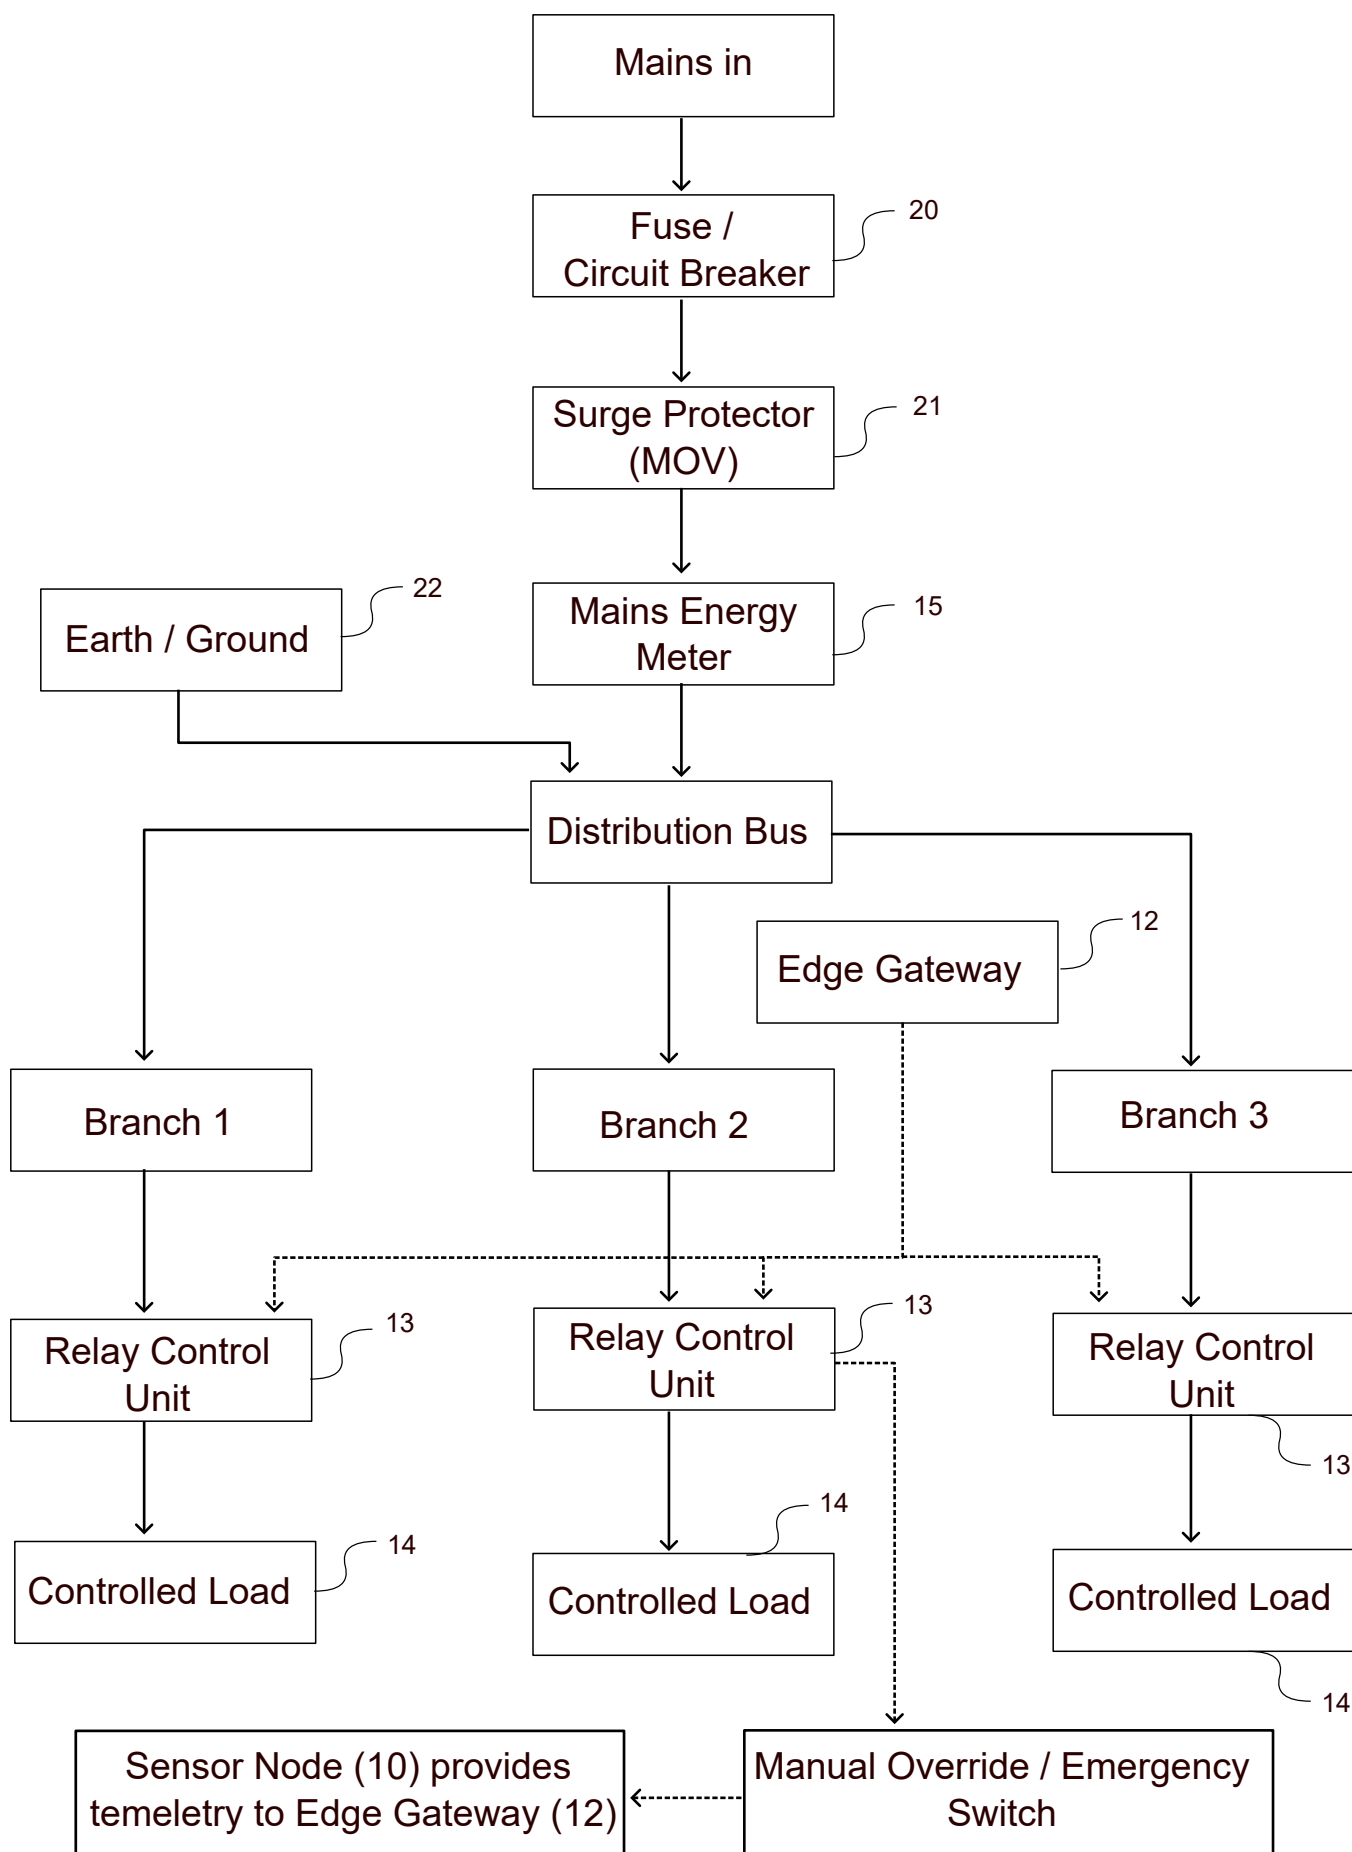 Mains in
20
Fuse /
Circuit Breaker
21
Surge Protector
(MOV)
22
15
Earth / Ground
Mains Energy
Meter
Distribution Bus
12
Edge Gateway
Branch 1
Branch 2
Branch 3
13
13
Relay Control
Unit
Relay Control
Unit
Relay Control
Unit
13
14
14
Controlled Load
Controlled Load
Controlled Load
14
Sensor Node (10) provides
temeletry to Edge Gateway (12)
Manual Override / Emergency
Switch